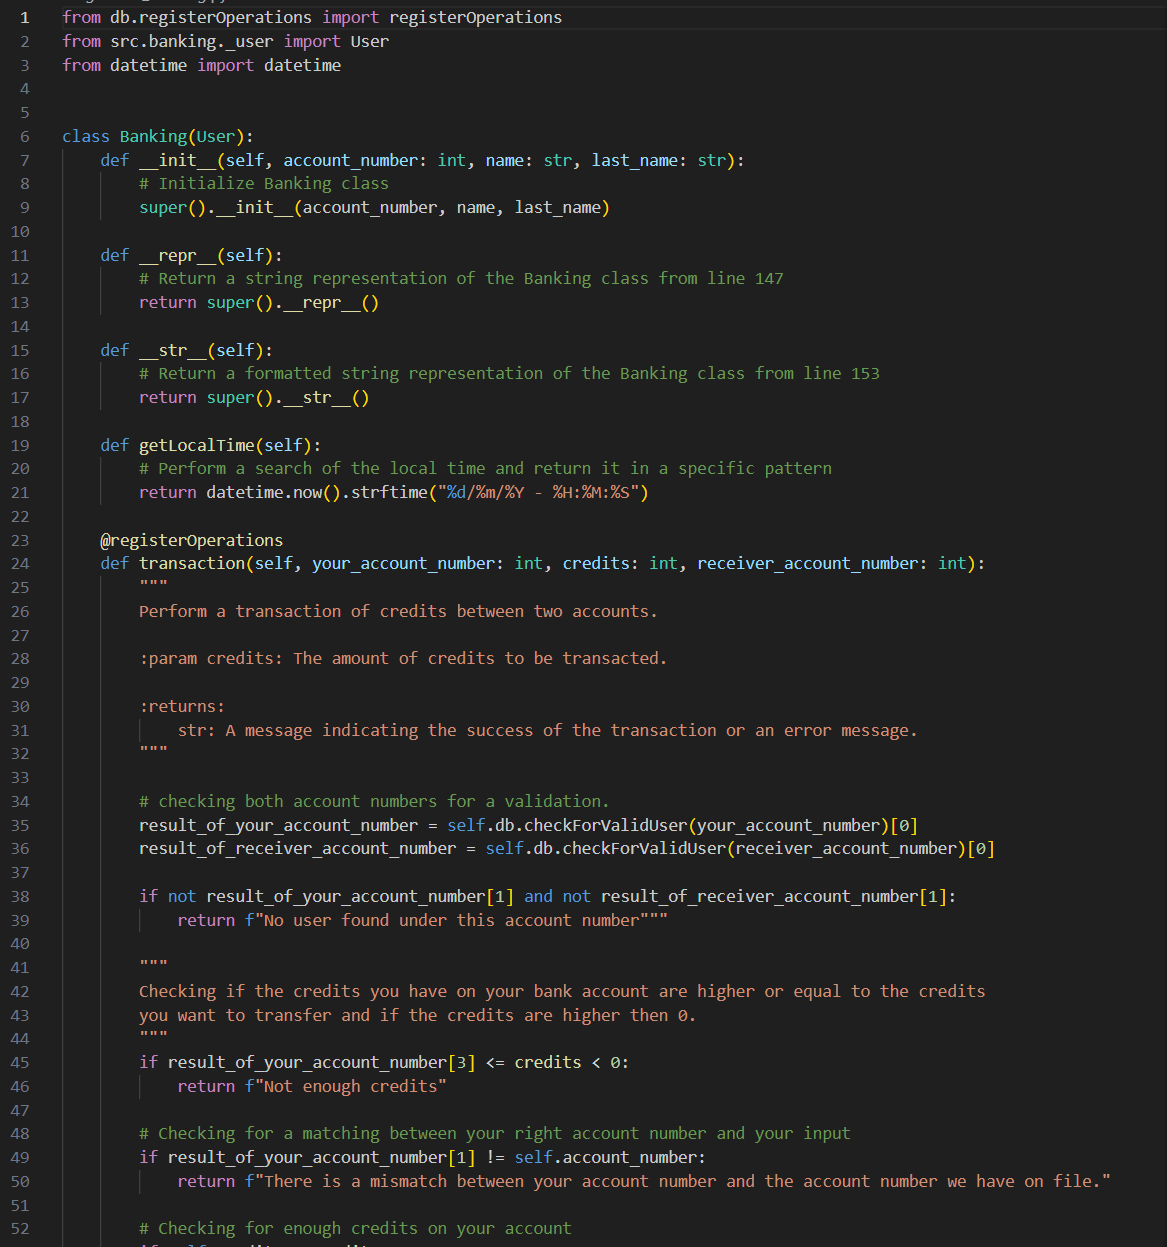 1 from db.registerOperations import registerOperations
2 from src.banking._user import User
3 from datetime import datetime
4
5
6 class Banking(User):
7     def __init__(self, account_number: int, name: str, last_name: str):
8         # Initialize Banking class
9         super().__init__(account_number, name, last_name)
10
11     def __repr__(self):
12         # Return a string representation of the Banking class from line 147
13         return super().__repr__()
14
15     def __str__(self):
16         # Return a formatted string representation of the Banking class from line 153
17         return super().__str__()
18
19     def getLocalTime(self):
20         # Perform a search of the local time and return it in a specific pattern
21         return datetime.now().strftime("%d/%m/%Y - %H:%M:%S")
22
23     @registerOperations
24     def transaction(self, your_account_number: int, credits: int, receiver_account_number: int):
25         """
26         Perform a transaction of credits between two accounts.
27
28         :param credits: The amount of credits to be transacted.
29
30         :returns:
31             str: A message indicating the success of the transaction or an error message.
32         """
33
34         # checking both account numbers for a validation.
35         result_of_your_account_number = self.db.checkForValidUser(your_account_number)[0]
36         result_of_receiver_account_number = self.db.checkForValidUser(receiver_account_number)[0]
37
38         if not result_of_your_account_number[1] and not result_of_receiver_account_number[1]:
39             return f"No user found under this account number"""
40
41         """
42         Checking if the credits you have on your bank account are higher or equal to the credits
43         you want to transfer and if the credits are higher then 0.
44         """
45         if result_of_your_account_number[3] <= credits < 0:
46             return f"Not enough credits"
47
48         # Checking for a matching between your right account number and your input
49         if result_of_your_account_number[1] != self.account_number:
50             return f"There is a mismatch between your account number and the account number we have on file."
51
52         # Checking for enough credits on your account